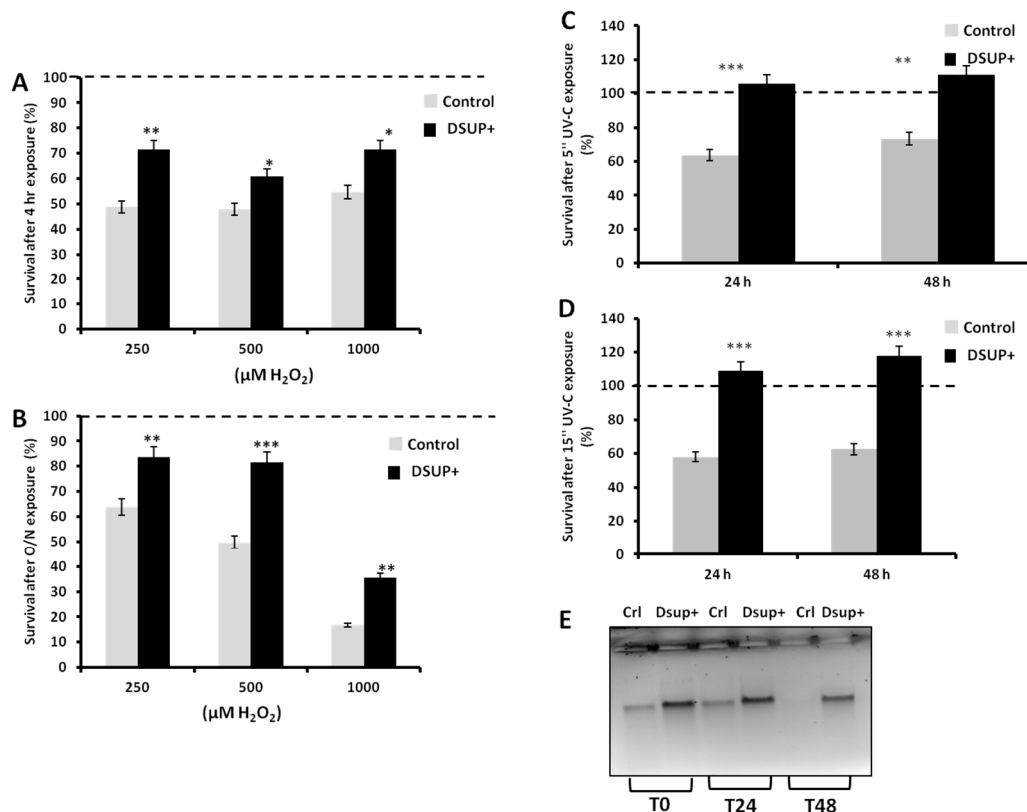 A
Survival after 4 hr exposure (%)
100
90
80
70
60
50
40
30
20
10
0
** * *
Control
DSUP+
250 500 1000
(µM H₂O₂)
B
Survival after O/N exposure (%)
100
90
80
70
60
50
40
30
20
10
0
** *** **
Control
DSUP+
250 500 1000
(µM H₂O₂)
C
Survival after 5'' UV-C exposure
(%)
140
120
100
80
60
40
20
0
*** **
Control
DSUP+
24 h 48 h
D
Survival after 15'' UV-C exposure
(%)
140
120
100
80
60
40
20
0
*** ***
Control
DSUP+
24 h 48 h
E
Crl Dsup+ Crl Dsup+ Crl Dsup+
T0 T24 T48